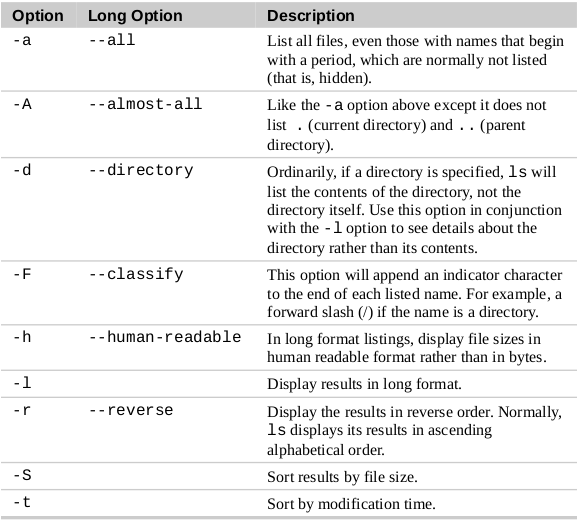 Option Long Option Description
-a --all List all files, even those with names that begin
with a period, which are normally not listed
(that is, hidden).
-A --almost-all Like the -a option above except it does not
list . (current directory) and .. (parent
directory).
-d --directory Ordinarily, if a directory is specified, ls will
list the contents of the directory, not the
directory itself. Use this option in conjunction
with the -l option to see details about the
directory rather than its contents.
-F --classify This option will append an indicator character
to the end of each listed name. For example, a
forward slash (/) if the name is a directory.
-h --human-readable In long format listings, display file sizes in
human readable format rather than in bytes.
-l Display results in long format.
-r --reverse Display the results in reverse order. Normally,
ls displays its results in ascending
alphabetical order.
-S Sort results by file size.
-t Sort by modification time.